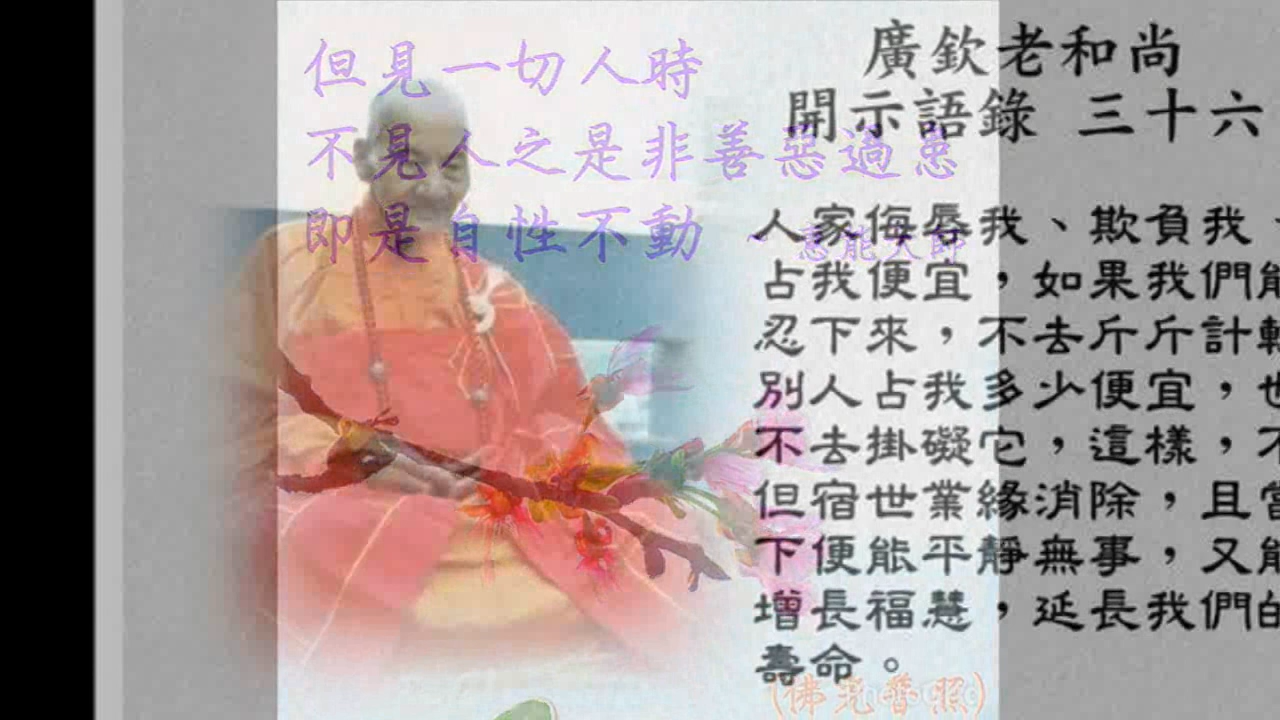 但見一切人時
不見人之是非善惡過患
即是自性不動
~ 惠能大師
廣欽老和尚
開示語錄 三十六
人家侮辱我、欺負我
占我便宜，如果我們能
忍下來，不去斤斤計較
別人占我多少便宜，也
不去掛礙它，這樣，不
但宿世業緣消除，且當
下便能平靜無事，又能
增長福慧，延長我們的
壽命。
(佛光普照)